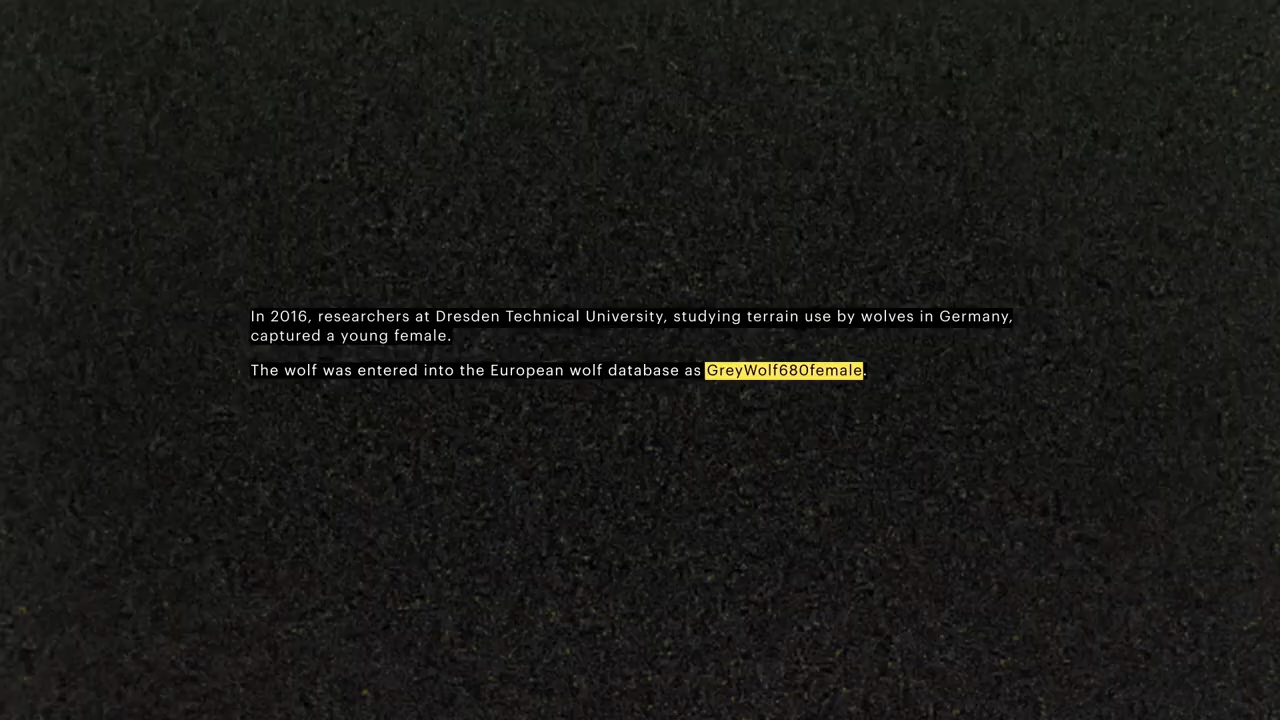 In 2016, researchers at Dresden Technical University, studying terrain use by wolves in Germany,
captured a young female.
The wolf was entered into the European wolf database as GreyWolf680female.